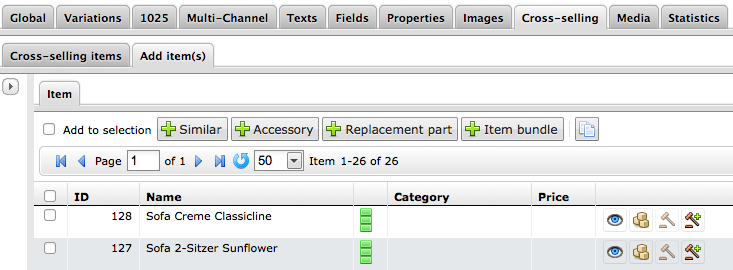 Global Variations 1025 Multi-Channel Texts Fields Properties Images Cross-selling Media Statistics
Cross-selling items Add item(s)
Item
Add to selection Similar Accessory Replacement part Item bundle
Page 1 of 1 50 Item 1-26 of 26
ID Name Category Price
128 Sofa Creme Classicline
127 Sofa 2-Sitzer Sunflower